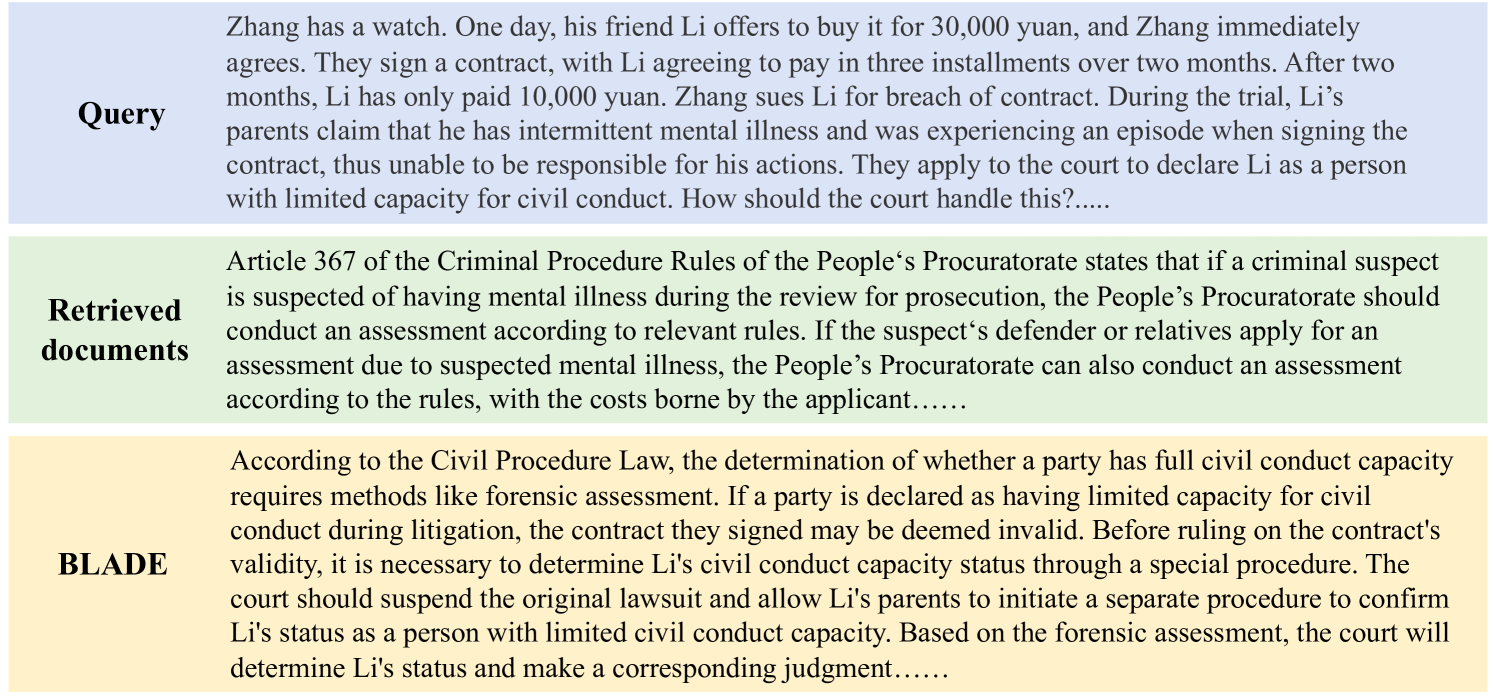 Query
Zhang has a watch. One day, his friend Li offers to buy it for 30,000 yuan, and Zhang immediately
agrees. They sign a contract, with Li agreeing to pay in three installments over two months. After two
months, Li has only paid 10,000 yuan. Zhang sues Li for breach of contract. During the trial, Li’s
parents claim that he has intermittent mental illness and was experiencing an episode when signing the
contract, thus unable to be responsible for his actions. They apply to the court to declare Li as a person
with limited capacity for civil conduct. How should the court handle this?.....
Retrieved
documents
Article 367 of the Criminal Procedure Rules of the People‘s Procuratorate states that if a criminal suspect
is suspected of having mental illness during the review for prosecution, the People’s Procuratorate should
conduct an assessment according to relevant rules. If the suspect‘s defender or relatives apply for an
assessment due to suspected mental illness, the People’s Procuratorate can also conduct an assessment
according to the rules, with the costs borne by the applicant……
BLADE
According to the Civil Procedure Law, the determination of whether a party has full civil conduct capacity
requires methods like forensic assessment. If a party is declared as having limited capacity for civil
conduct during litigation, the contract they signed may be deemed invalid. Before ruling on the contract's
validity, it is necessary to determine Li's civil conduct capacity status through a special procedure. The
court should suspend the original lawsuit and allow Li's parents to initiate a separate procedure to confirm
Li's status as a person with limited civil conduct capacity. Based on the forensic assessment, the court will
determine Li's status and make a corresponding judgment……